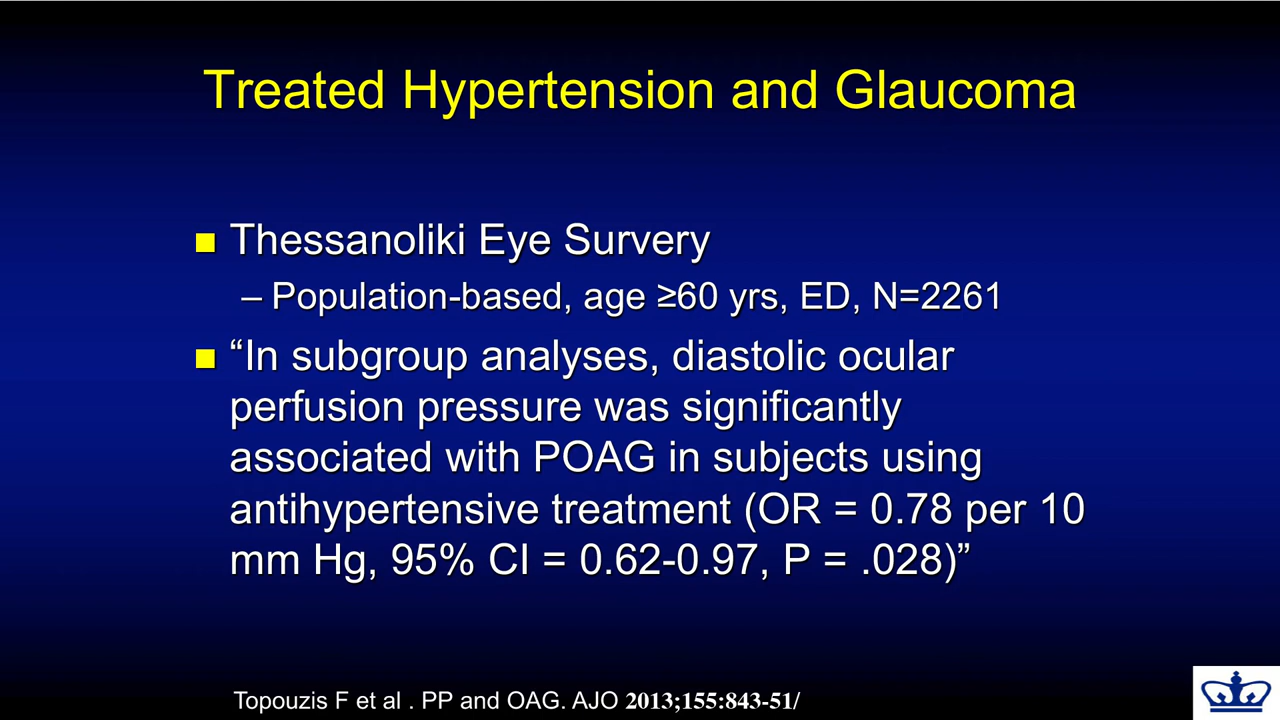 Treated Hypertension and Glaucoma
Thessanoliki Eye Survery
– Population-based, age ≥60 yrs, ED, N=2261
“In subgroup analyses, diastolic ocular
perfusion pressure was significantly
associated with POAG in subjects using
antihypertensive treatment (OR = 0.78 per 10
mm Hg, 95% CI = 0.62-0.97, P = .028)”
Topouzis F et al . PP and OAG. AJO 2013;155:843-51/